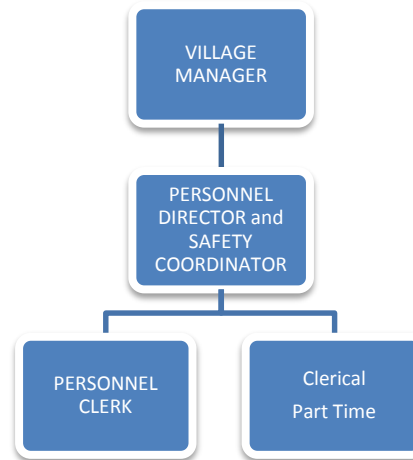 VILLAGE
MANAGER
PERSONNEL
DIRECTOR and
SAFETY
COORDINATOR
PERSONNEL
CLERK
Clerical
Part Time